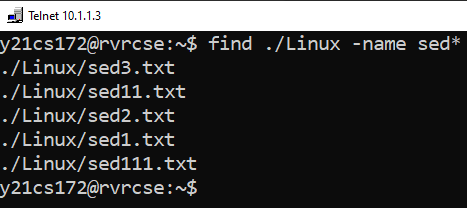 Telnet 10.1.1.3
y21cs172@rvrcse:~$ find ./Linux -name sed*
./Linux/sed3.txt
./Linux/sed11.txt
./Linux/sed2.txt
./Linux/sed1.txt
./Linux/sed111.txt
y21cs172@rvrcse:~$